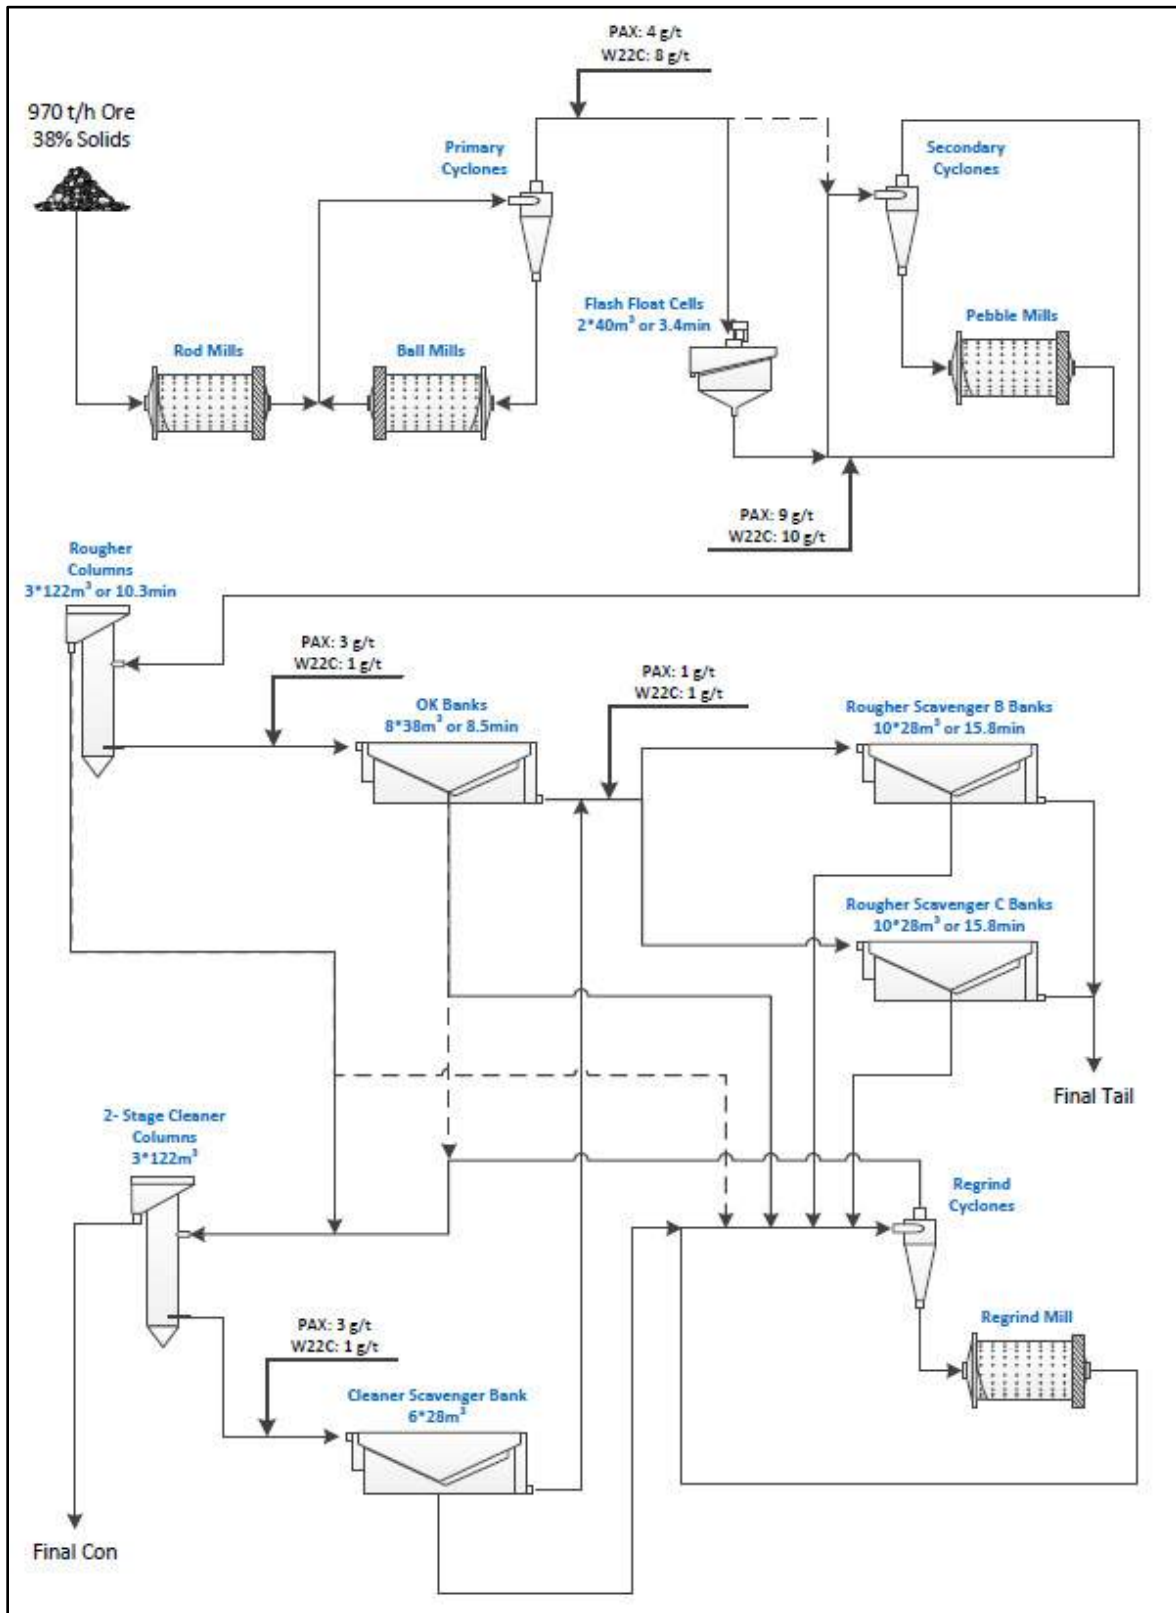 PAX: 4 g/t
W22C: 8 g/t
970 t/h Ore
38% Solids
Primary
Cyclones
Secondary
Cyclones
Flash Float Cells
2*40m³ or 3.4min
Pebble Mills
Rod Mills
Ball Mills
PAX: 9 g/t
W22C: 10 g/t
Rougher
Columns
3*122m³ or 10.3min
PAX: 3 g/t
W22C: 1 g/t
PAX: 1 g/t
W22C: 1 g/t
OK Banks
8*38m³ or 8.5min
Rougher Scavenger B Banks
10*28m³ or 15.8min
Rougher Scavenger C Banks
10*28m³ or 15.8min
Final Tail
2- Stage Cleaner
Columns
3*122m³
Regrind
Cyclones
PAX: 3 g/t
W22C: 1 g/t
Regrind Mill
Cleaner Scavenger Bank
6*28m³
Final Con